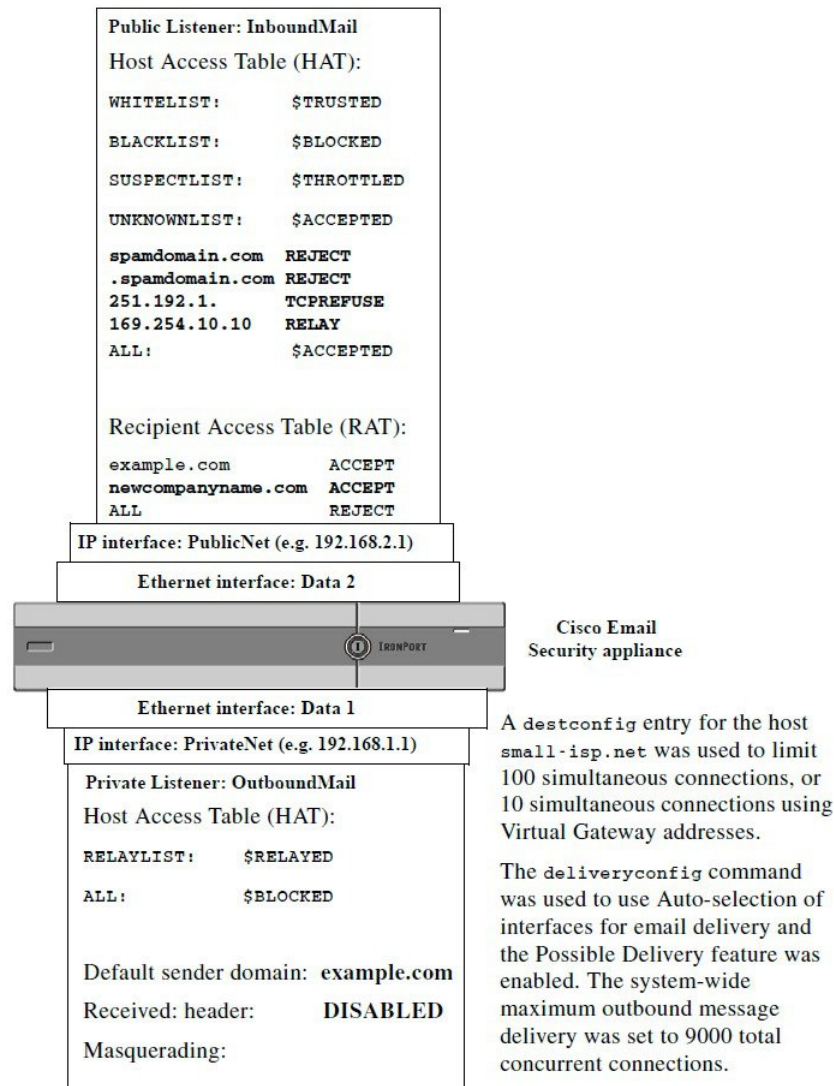 Public Listener: InboundMail
Host Access Table (HAT):
WHITELIST: $TRUSTED
BLACKLIST: $BLOCKED
SUSPECTLIST: $THROTTLED
UNKNOWNLIST: $ACCEPTED
spamdomain.com REJECT
.spamdomain.com REJECT
251.192.1. TCPREFUSE
169.254.10.10 RELAY
ALL: $ACCEPTED
Recipient Access Table (RAT):
example.com ACCEPT
newcompanyname.com ACCEPT
ALL REJECT
IP interface: PublicNet (e.g. 192.168.2.1)
Ethernet interface: Data 2
IRONPORT
Cisco Email
Security appliance
Ethernet interface: Data 1
IP interface: PrivateNet (e.g. 192.168.1.1)
Private Listener: OutboundMail
Host Access Table (HAT):
RELAYLIST: $RELAYED
ALL: $BLOCKED
Default sender domain: example.com
Received: header: DISABLED
Masquerading:
A destconfig entry for the host
small-isp.net was used to limit
100 simultaneous connections, or
10 simultaneous connections using
Virtual Gateway addresses.
The deliveryconfig command
was used to use Auto-selection of
interfaces for email delivery and
the Possible Delivery feature was
enabled. The system-wide
maximum outbound message
delivery was set to 9000 total
concurrent connections.